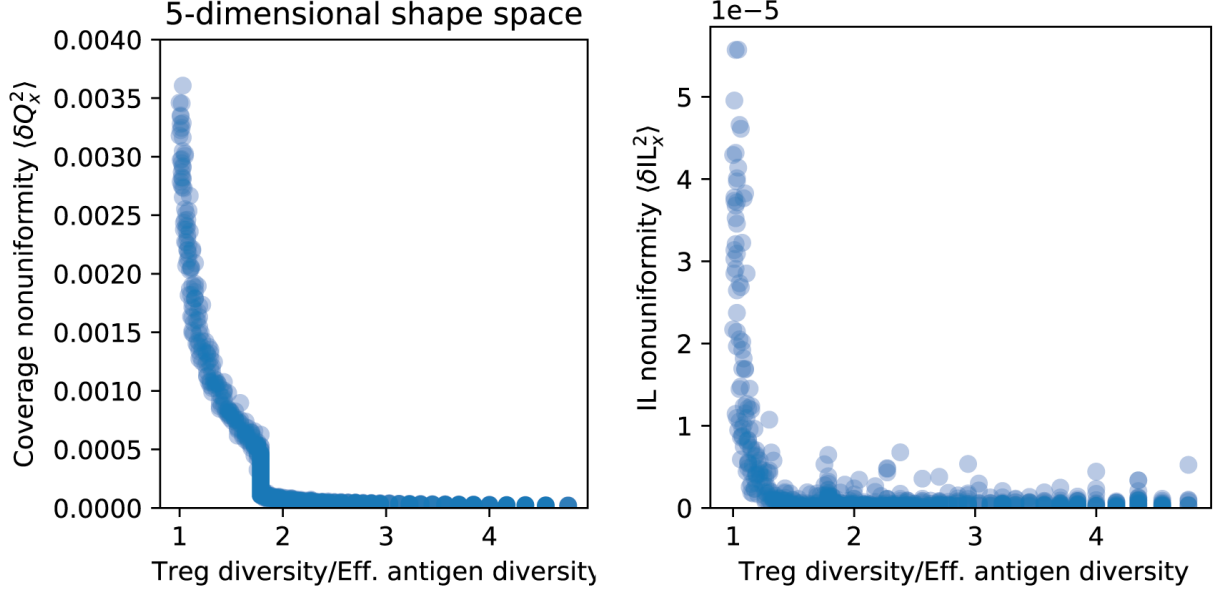 5-dimensional shape space
Coverage nonuniformity ⟨δQ²ₓ⟩
0.0040
0.0035
0.0030
0.0025
0.0020
0.0015
0.0010
0.0005
0.0000
1 2 3 4
Treg diversity/Eff. antigen diversity
1e−5
IL nonuniformity ⟨δIL²ₓ⟩
5
4
3
2
1
0
1 2 3 4
Treg diversity/Eff. antigen diversity